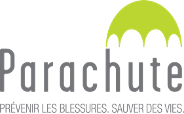 Parachute
PRÉVENIR LES BLESSURES. SAUVER DES VIES.